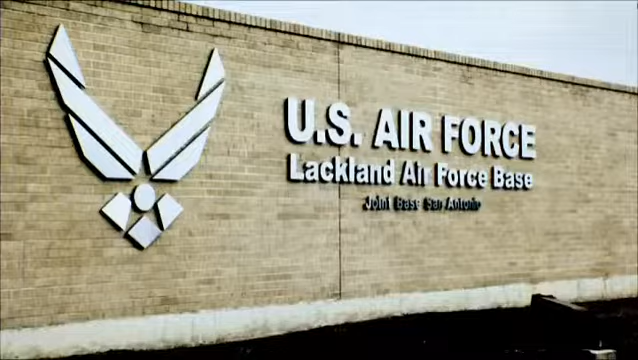 U.S. AIR FORCE
Lackland Air Force Base
Joint Base San Antonio